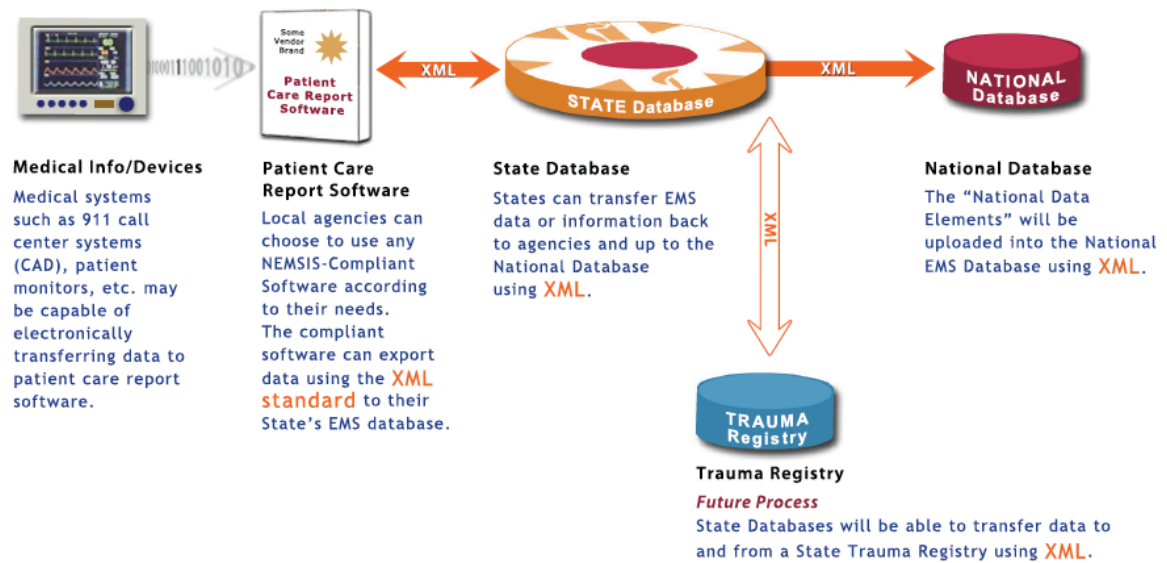 Some
Vendor
Brand
Patient
Care Report
Software
XML
STATE Database
XML
NATIONAL
Database
XML
Medical Info/Devices
Medical systems
such as 911 call
center systems
(CAD), patient
monitors, etc. may
be capable of
electronically
transferring data to
patient care report
software.
Patient Care
Report Software
Local agencies can
choose to use any
NEMSIS-Compliant
Software according
to their needs.
The compliant
software can export
data using the XML
standard to their
State's EMS database.
State Database
States can transfer EMS
data or information back
to agencies and up to the
National Database
using XML.
National Database
The “National Data
Elements” will be
uploaded into the National
EMS Database using XML.
TRAUMA
Registry
Trauma Registry
Future Process
State Databases will be able to transfer data to
and from a State Trauma Registry using XML.